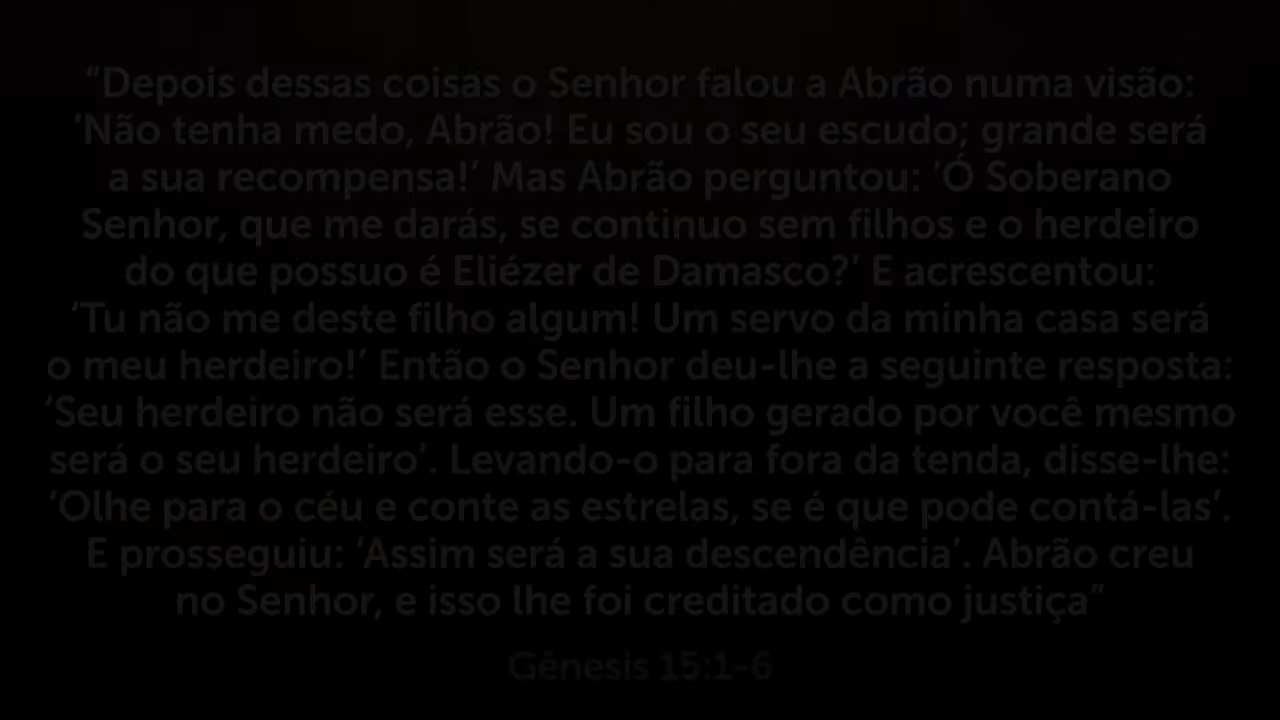 “Depois dessas coisas o Senhor falou a Abrão numa visão:
‘Não tenha medo, Abrão! Eu sou o seu escudo; grande será
a sua recompensa!’ Mas Abrão perguntou: ‘Ó Soberano
Senhor, que me darás, se continuo sem filhos e o herdeiro
do que possuo é Eliézer de Damasco?’ E acrescentou:
‘Tu não me deste filho algum! Um servo da minha casa será
o meu herdeiro!’ Então o Senhor deu-lhe a seguinte resposta:
‘Seu herdeiro não será esse. Um filho gerado por você mesmo
será o seu herdeiro’. Levando-o para fora da tenda, disse-lhe:
‘Olhe para o céu e conte as estrelas, se é que pode contá-las’.
E prosseguiu: ‘Assim será a sua descendência’. Abrão creu
no Senhor, e isso lhe foi creditado como justiça”
Gênesis 15:1-6